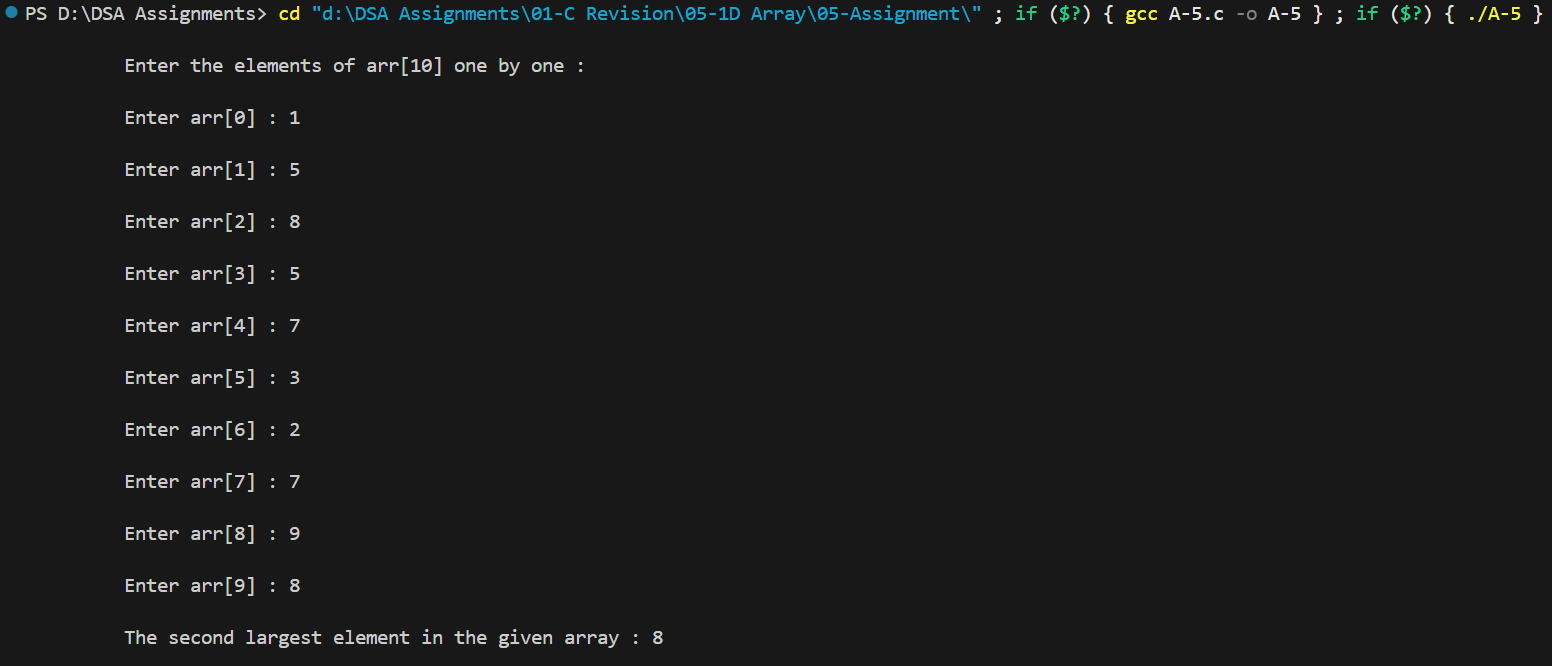 PS D:\DSA Assignments> cd "d:\DSA Assignments\01-C Revision\05-1D Array\05-Assignment\" ; if ($?) { gcc A-5.c -o A-5 } ; if ($?) { ./A-5 }
Enter the elements of arr[10] one by one :
Enter arr[0] : 1
Enter arr[1] : 5
Enter arr[2] : 8
Enter arr[3] : 5
Enter arr[4] : 7
Enter arr[5] : 3
Enter arr[6] : 2
Enter arr[7] : 7
Enter arr[8] : 9
Enter arr[9] : 8
The second largest element in the given array : 8